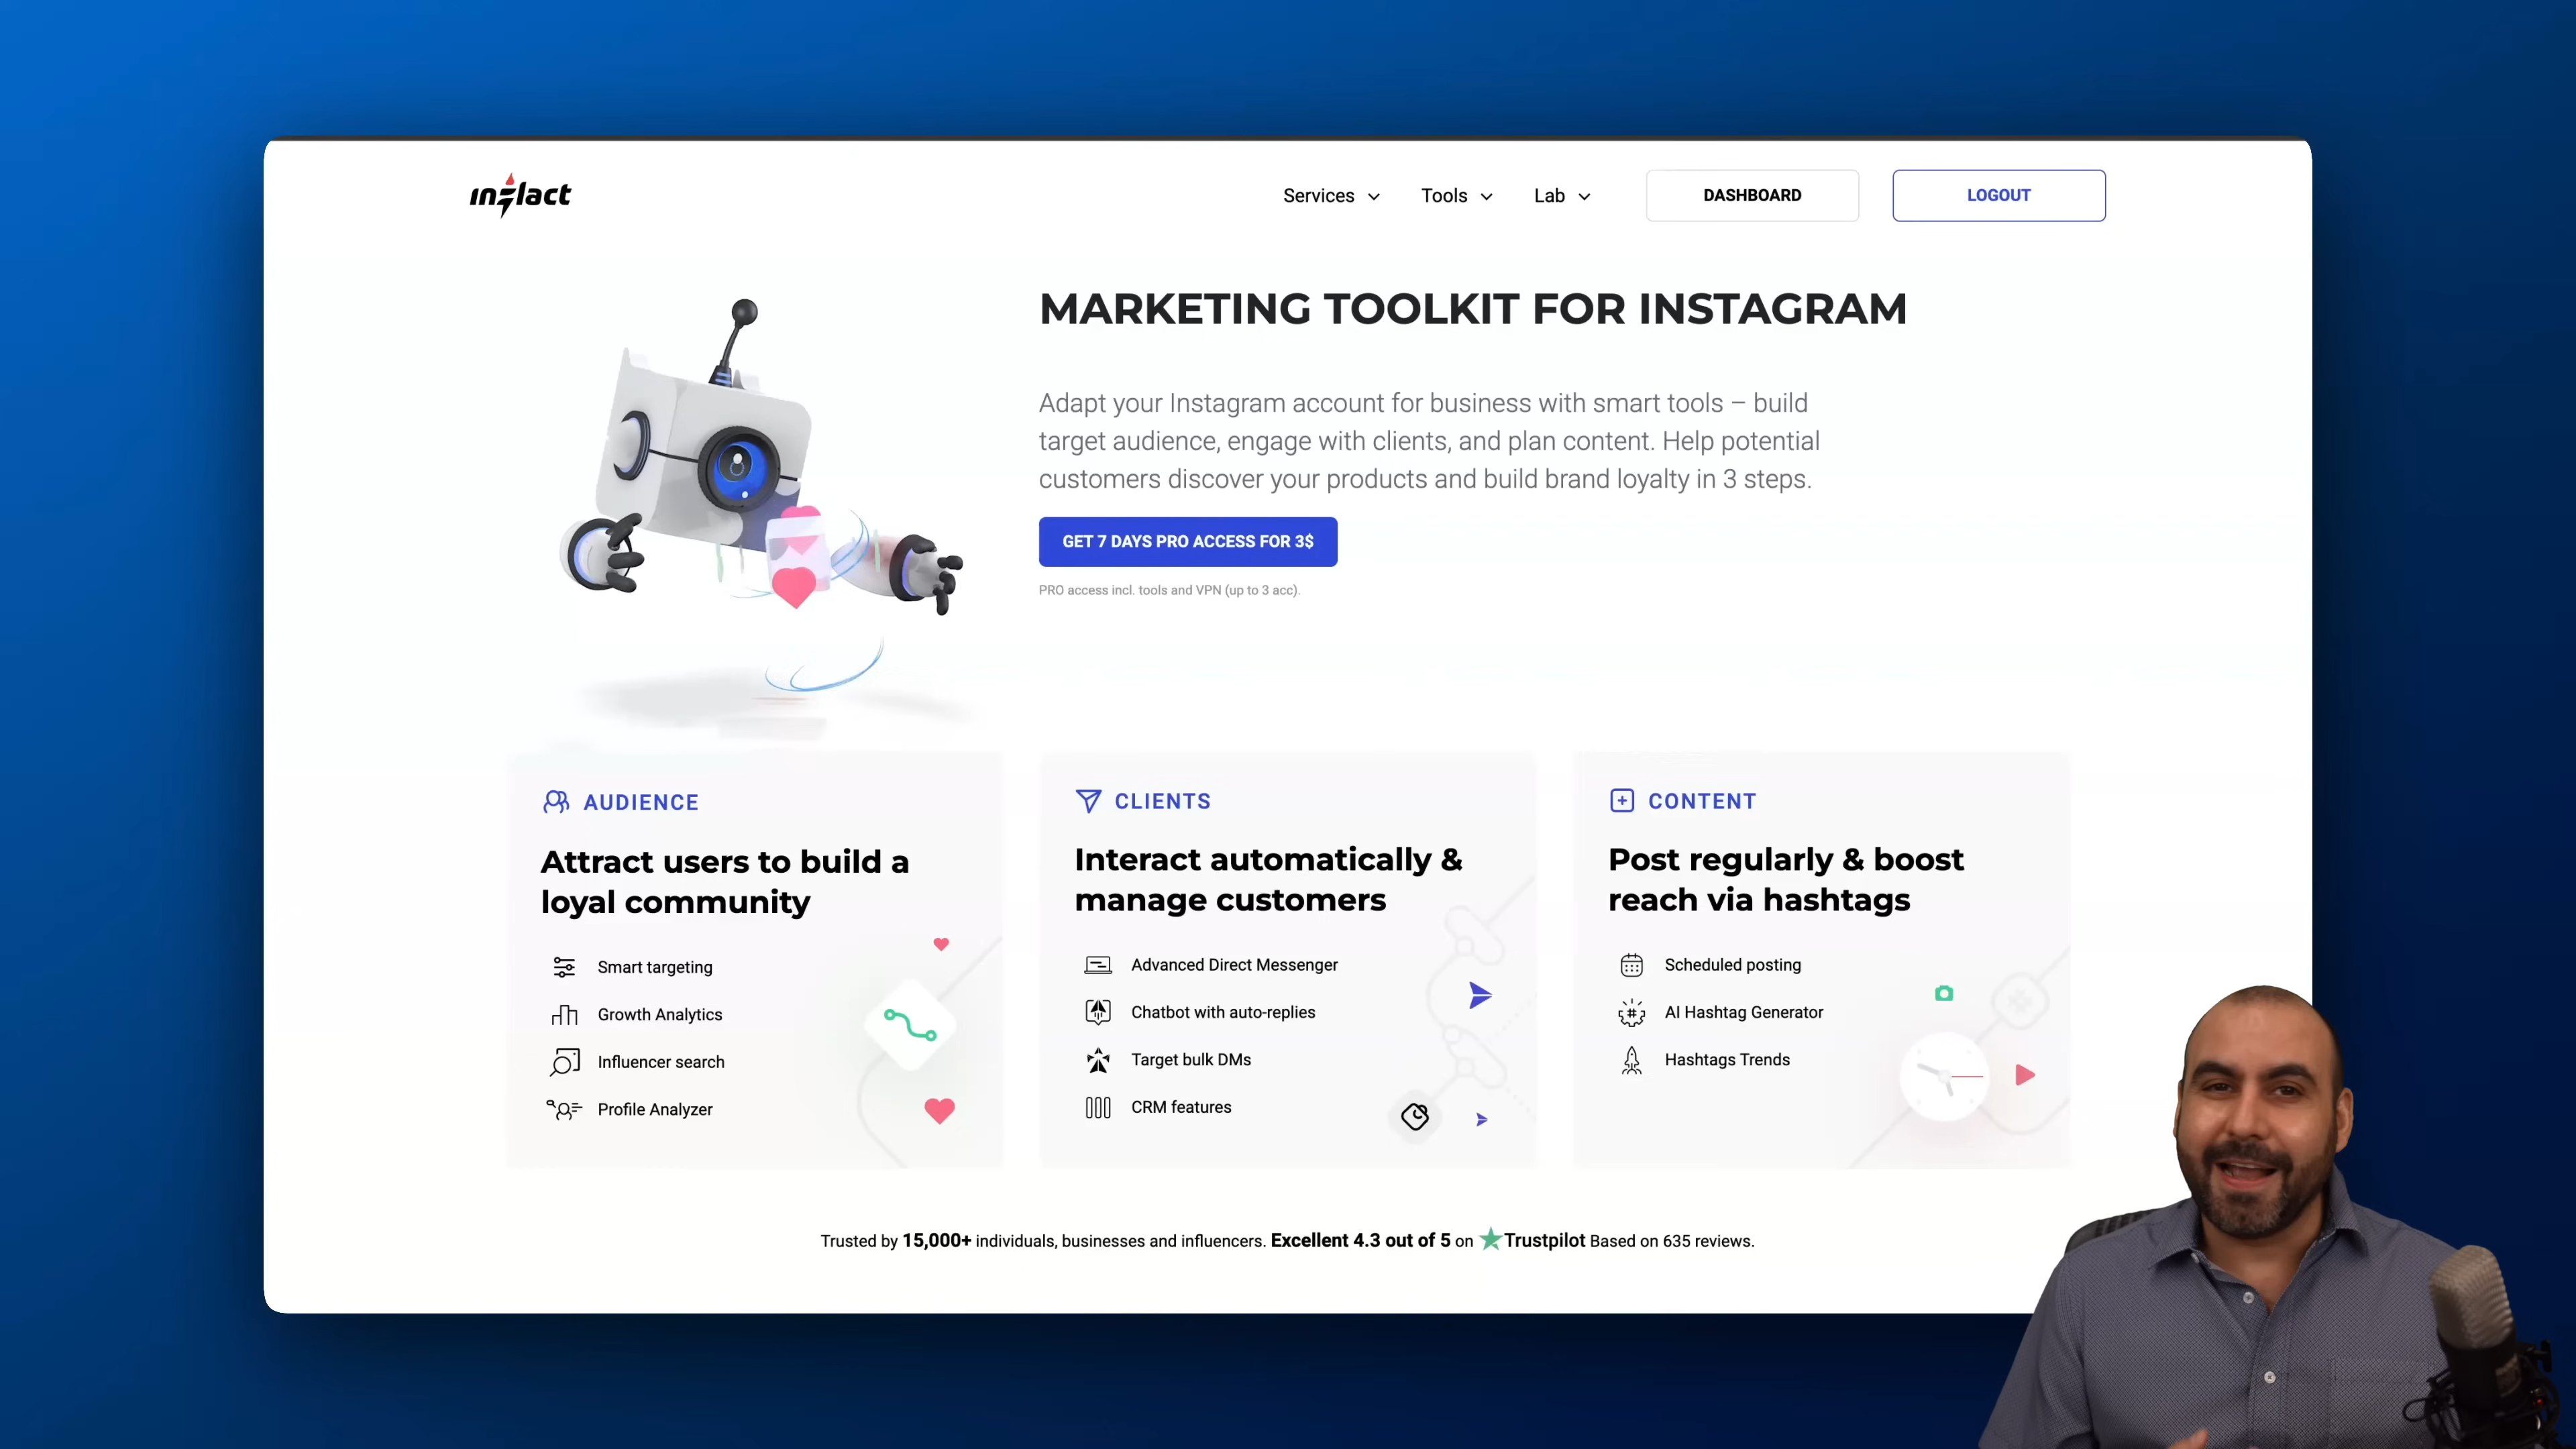 inflact
Services
Tools
Lab
DASHBOARD
LOGOUT
MARKETING TOOLKIT FOR INSTAGRAM
Adapt your Instagram account for business with smart tools – build
target audience, engage with clients, and plan content. Help potential
customers discover your products and build brand loyalty in 3 steps.
GET 7 DAYS PRO ACCESS FOR 3$
PRO access incl. tools and VPN (up to 3 acc).
AUDIENCE
Attract users to build a
loyal community
Smart targeting
Growth Analytics
Influencer search
Profile Analyzer
CLIENTS
Interact automatically &
manage customers
Advanced Direct Messenger
Chatbot with auto-replies
Target bulk DMs
CRM features
CONTENT
Post regularly & boost
reach via hashtags
Scheduled posting
AI Hashtag Generator
Hashtags Trends
Trusted by 15,000+ individuals, businesses and influencers. Excellent 4.3 out of 5 on Trustpilot Based on 635 reviews.